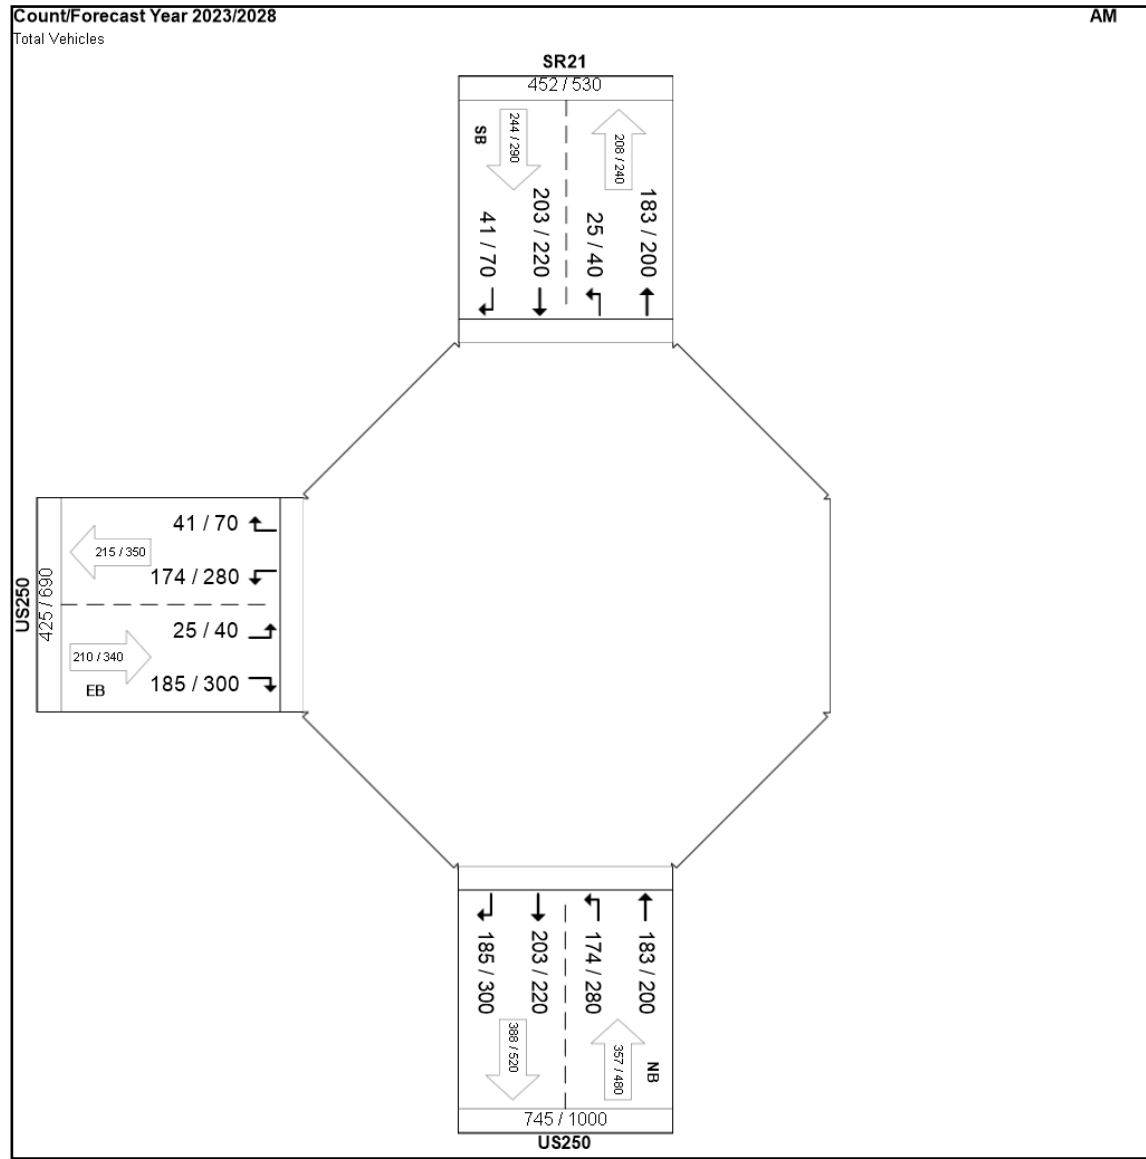 Count/Forecast Year 2023/2028
AM
Total Vehicles
SR21
452 / 530
SB
244 / 290
208 / 240
41 / 70
203 / 220
25 / 40
183 / 200
US250
425 / 690
215 / 350
41 / 70
174 / 280
210 / 340
EB
25 / 40
185 / 300
185 / 300
203 / 220
174 / 280
183 / 200
388 / 520
357 / 480
NB
745 / 1000
US250